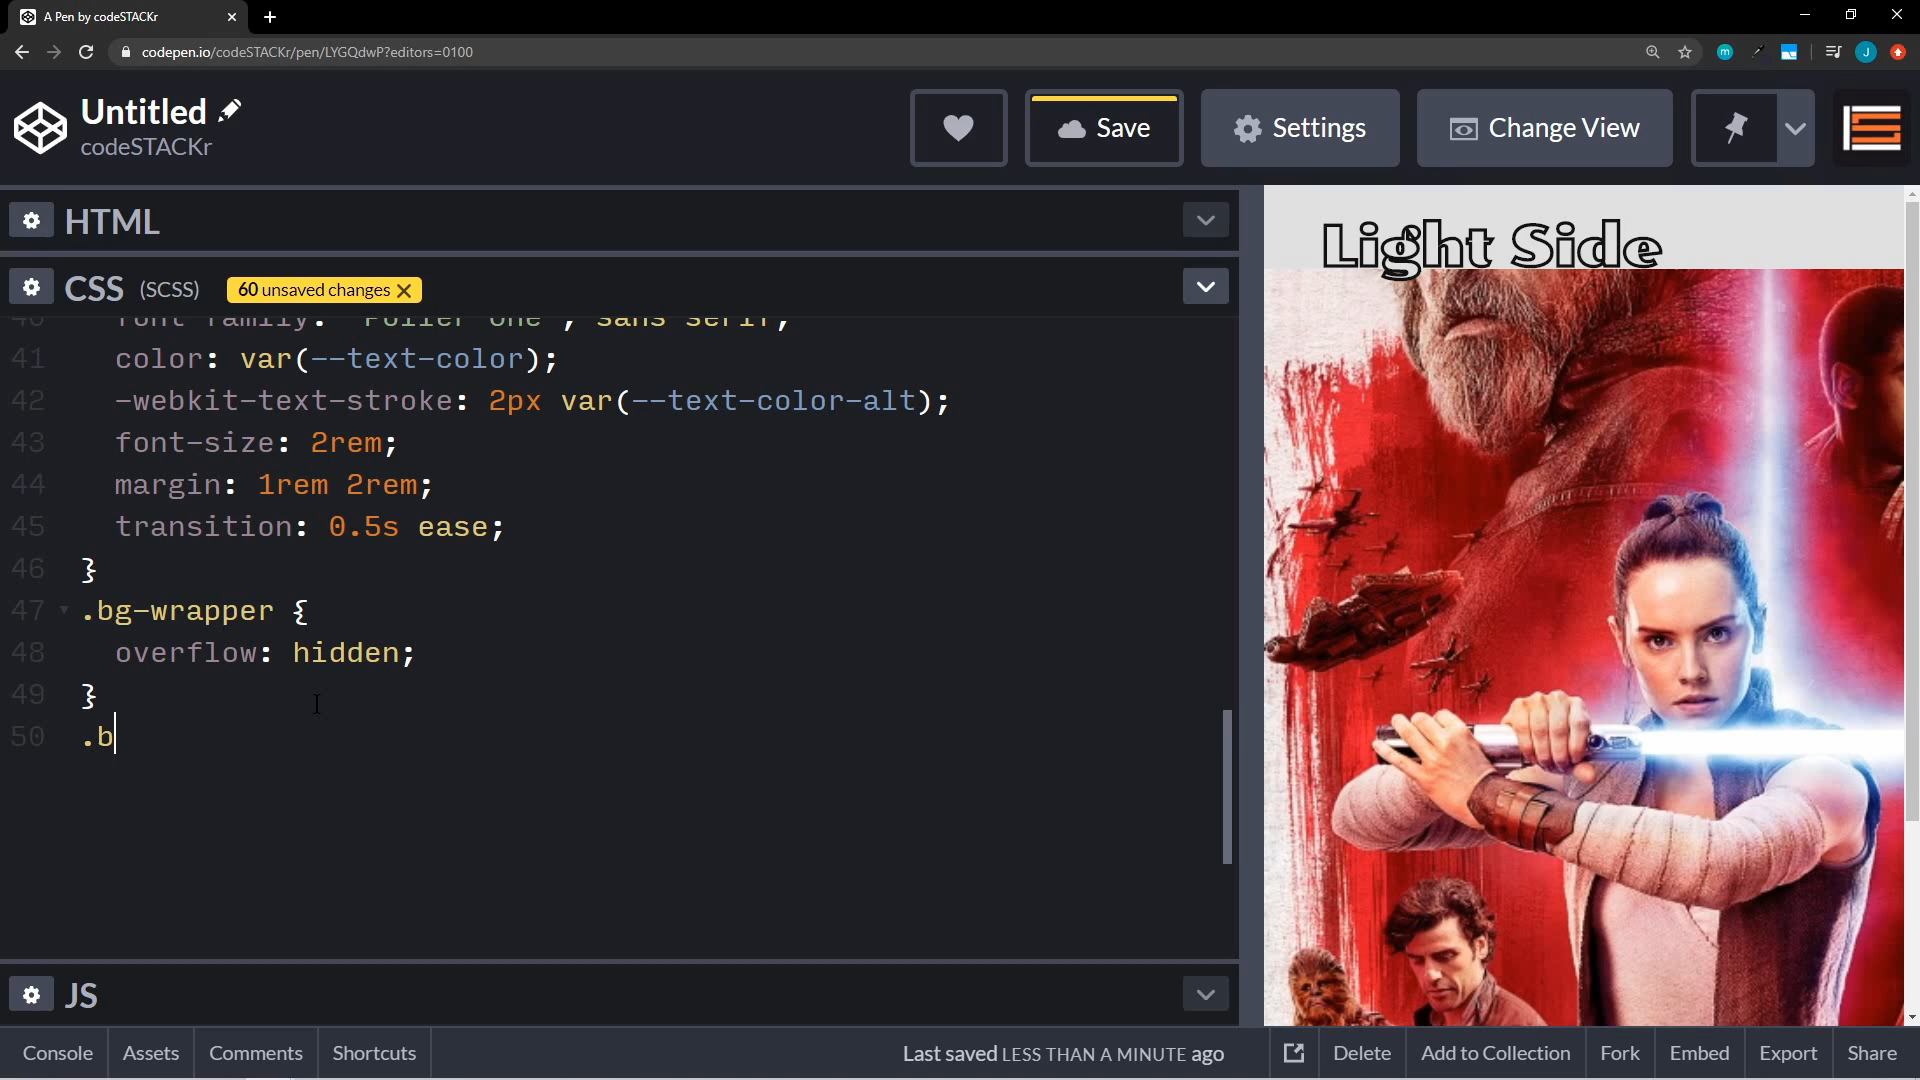 A Pen by codeSTACKr
codepen.io/codeSTACKr/pen/LYGQdwP?editors=0100
m
J
Untitled
codeSTACKr
Save
Settings
Change View
HTML
CSS (SCSS) 60 unsaved changes
41 color: var(--text-color);
42 -webkit-text-stroke: 2px var(--text-color-alt);
43 font-size: 2rem;
44 margin: 1rem 2rem;
45 transition: 0.5s ease;
46 }
47 .bg-wrapper {
48 overflow: hidden;
49 }
50 .b
JS
Light Side
Console Assets Comments Shortcuts Last saved LESS THAN A MINUTE ago Delete Add to Collection Fork Embed Export Share